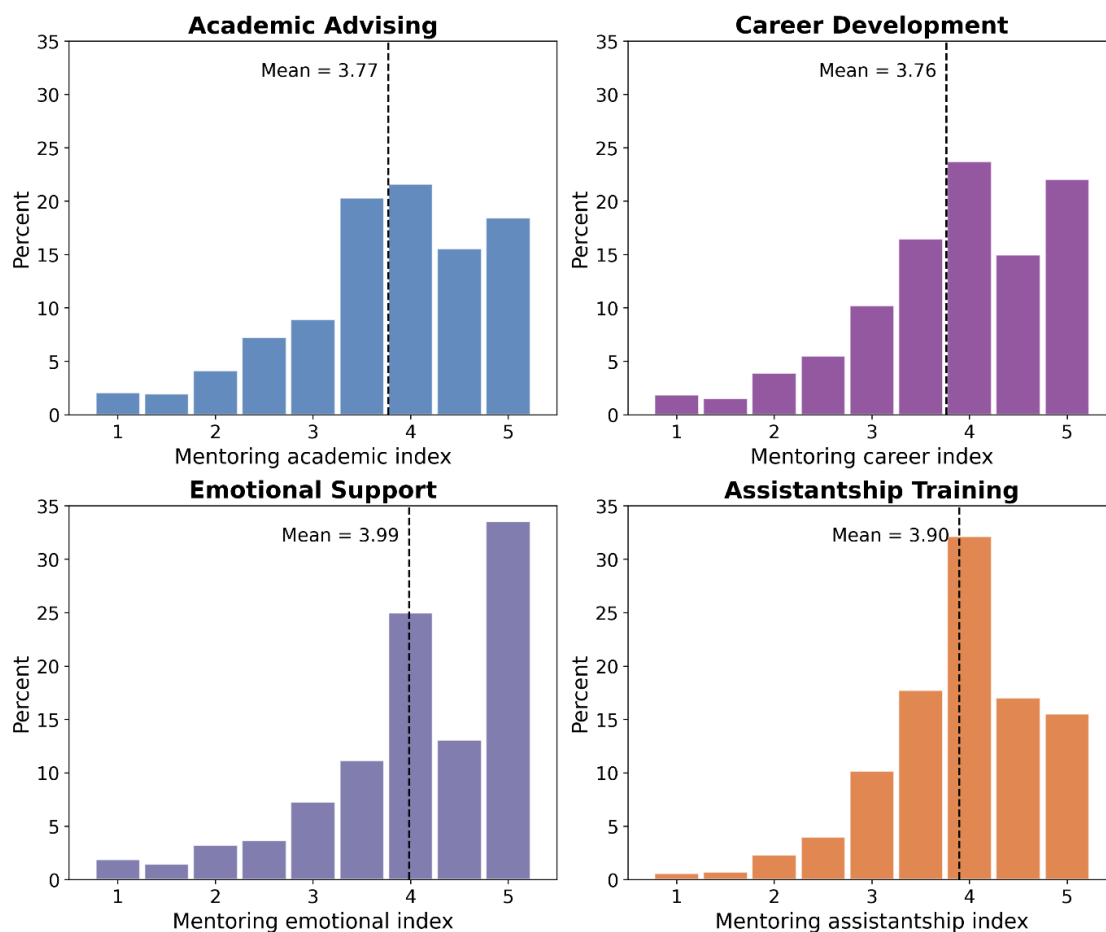 Academic Advising
35
30
25
20
15
10
5
0
Percent
Mean = 3.77
1 2 3 4 5
Mentoring academic index
Career Development
35
30
25
20
15
10
5
0
Percent
Mean = 3.76
1 2 3 4 5
Mentoring career index
Emotional Support
35
30
25
20
15
10
5
0
Percent
Mean = 3.99
1 2 3 4 5
Mentoring emotional index
Assistantship Training
35
30
25
20
15
10
5
0
Percent
Mean = 3.90
1 2 3 4 5
Mentoring assistantship index